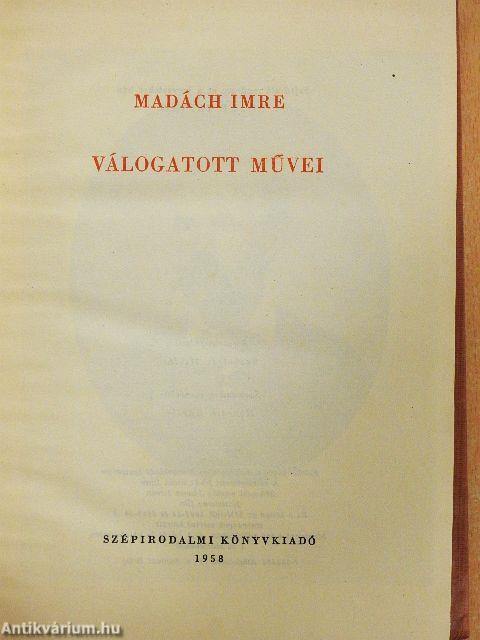 MADÁCH IMRE
VÁLOGATOTT MŰVEI
SZÉPIRODALMI KÖNYVKIADÓ
1958
Antikvárium.hu